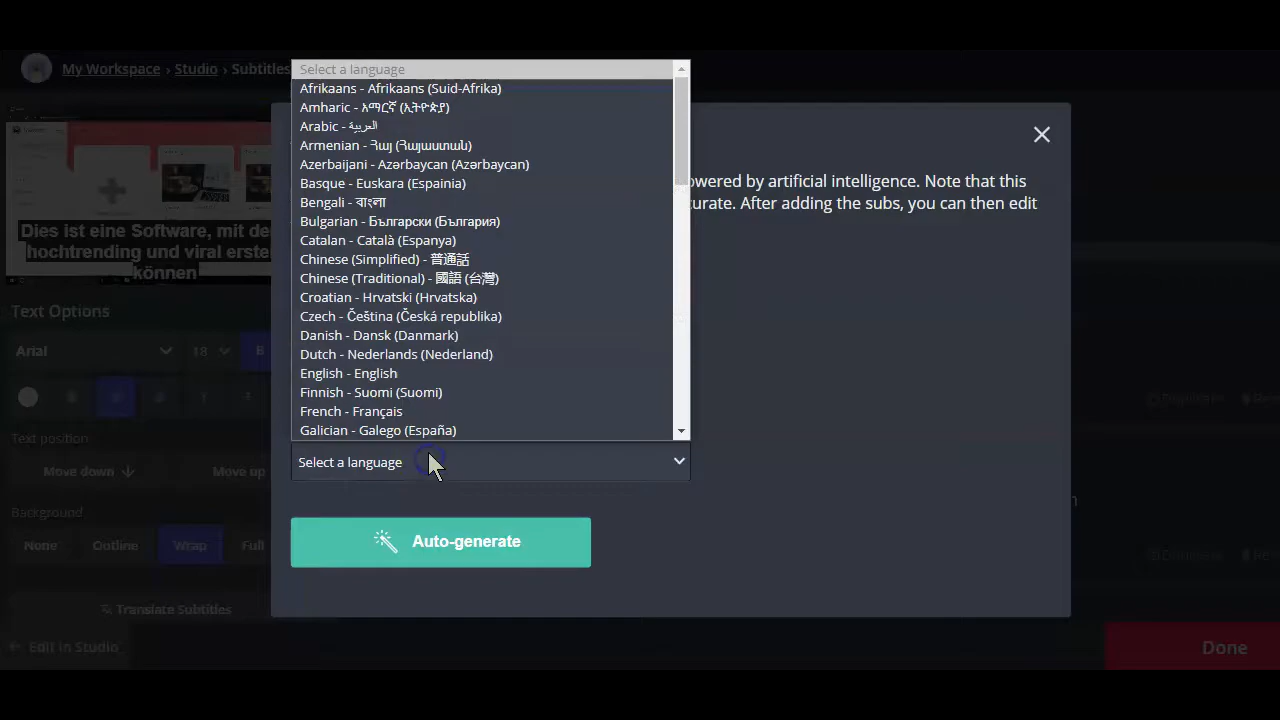 My Workspace › Studio › Subtitles
Select a language
Afrikaans - Afrikaans (Suid-Afrika)
Amharic - አማርኛ (ኢትዮጵያ)
Arabic - العربية
Armenian - Հայ (Հայաստան)
Azerbaijani - Azərbaycan (Azərbaycan)
Basque - Euskara (Espainia)
Bengali - বাংলা
Bulgarian - Български (България)
Catalan - Català (Espanya)
Chinese (Simplified) - 普通話
Chinese (Traditional) - 國語 (台灣)
Croatian - Hrvatski (Hrvatska)
Czech - Čeština (Česká republika)
Danish - Dansk (Danmark)
Dutch - Nederlands (Nederland)
English - English
Finnish - Suomi (Suomi)
French - Français
Galician - Galego (España)
Select a language
Auto-generate
owered by artificial intelligence. Note that this
curate. After adding the subs, you can then edit
Dies ist eine Software, mit de
hochtrending und viral erste
können
Text Options
Arial
18
B
Text position
Move down ↓
Move up
Background
None
Outline
Wrap
Full
Translate Subtitles
Edit in Studio
Duplicate
Done